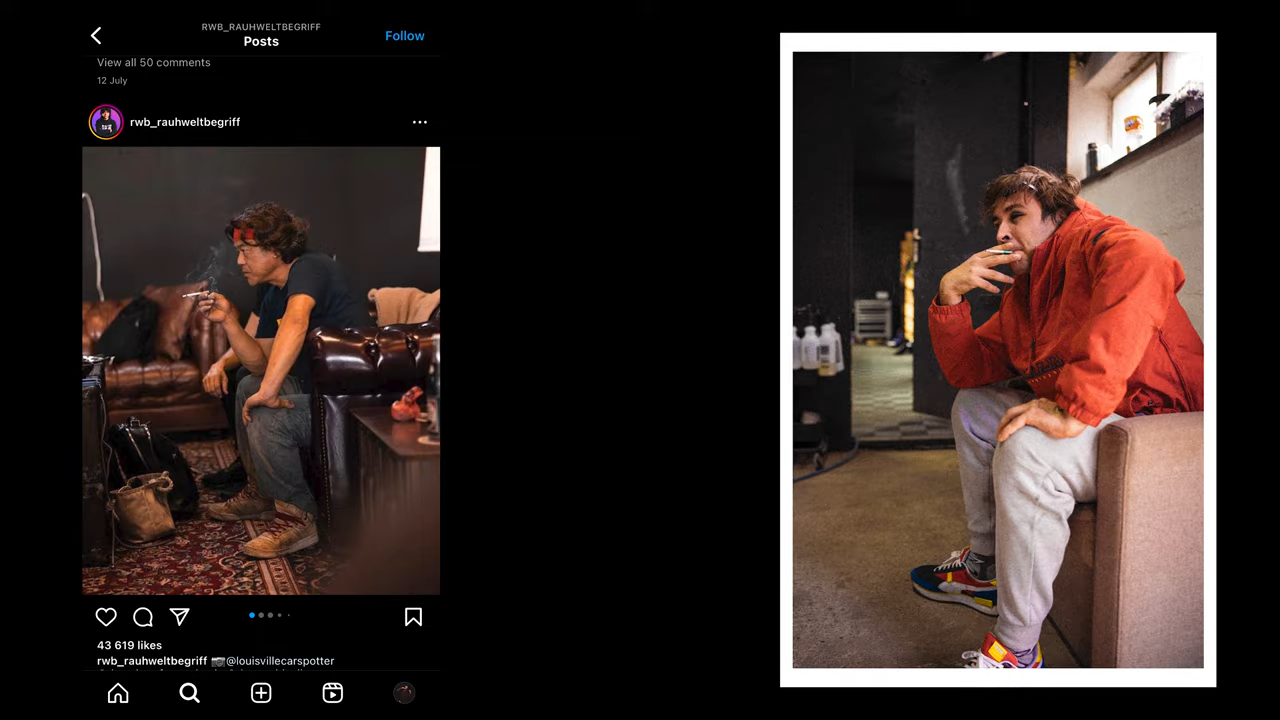 RWB_RAUHWELTBEGRIFF
Posts
Follow
View all 50 comments
12 July
rwb_rauhweltbegriff
43 619 likes
rwb_rauhweltbegriff 📷@louisvillecarspotter